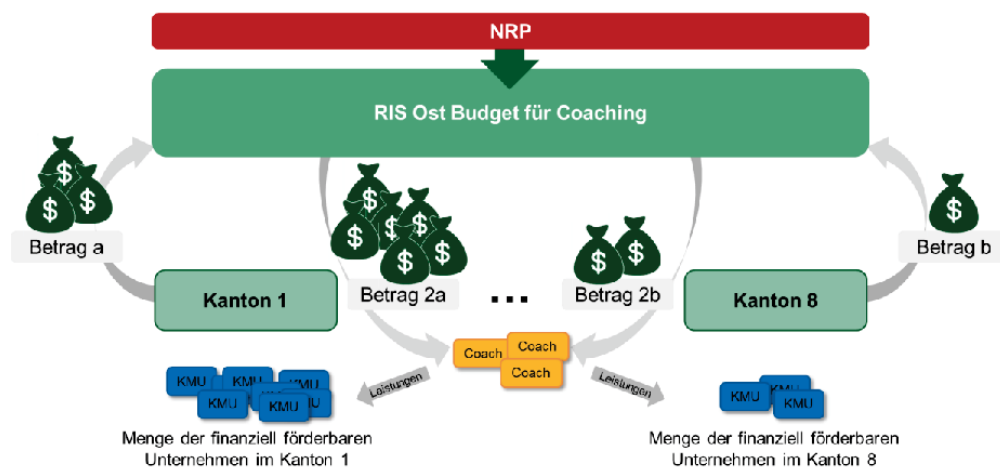 NRP
RIS Ost Budget für Coaching
$
$
$
$
$
$
$
$
$
$
$
$
Betrag a
Betrag 2a
...
Betrag 2b
Betrag b
Kanton 1
Kanton 8
Coach
Coach
Coach
Leistungen
Leistungen
KMU
KMU
KMU
KMU
KMU
KMU
KMU
KMU
KMU
KMU
Menge der finanziell förderbaren
Unternehmen im Kanton 1
Menge der finanziell förderbaren
Unternehmen im Kanton 8